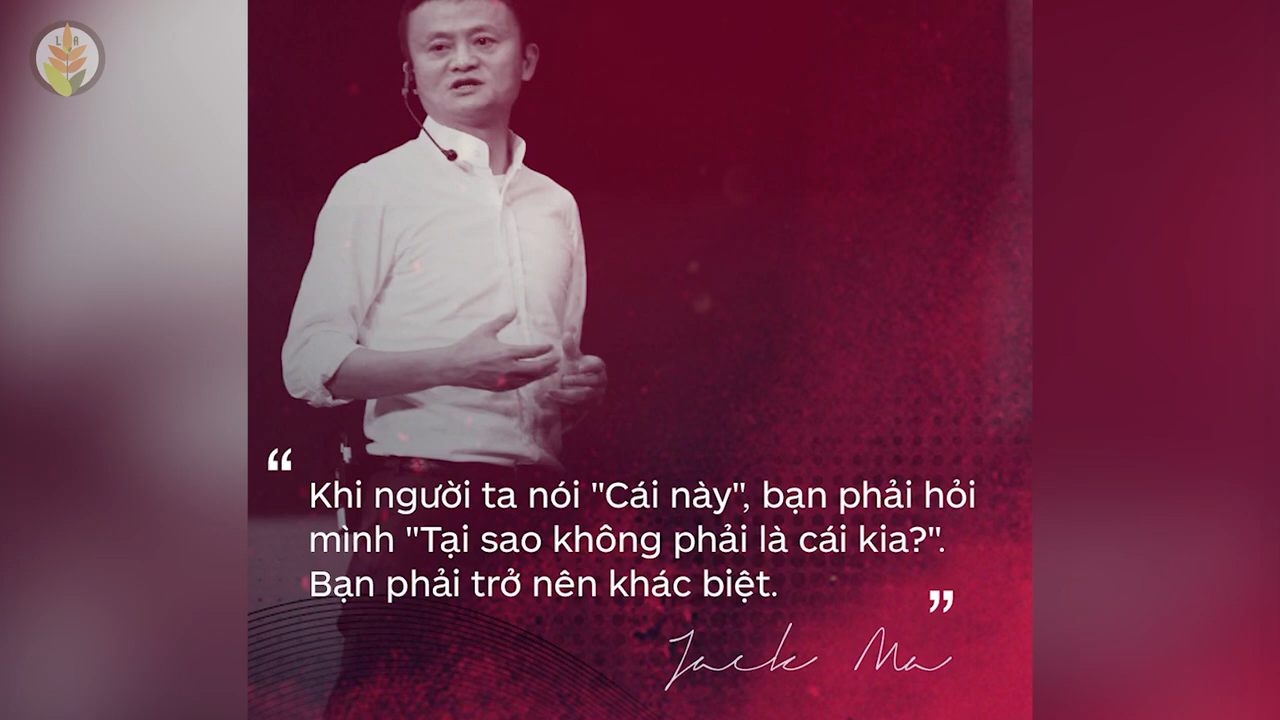 L R
“
Khi người ta nói "Cái này", bạn phải hỏi
mình "Tại sao không phải là cái kia?".
Bạn phải trở nên khác biệt.
”
Jack Ma